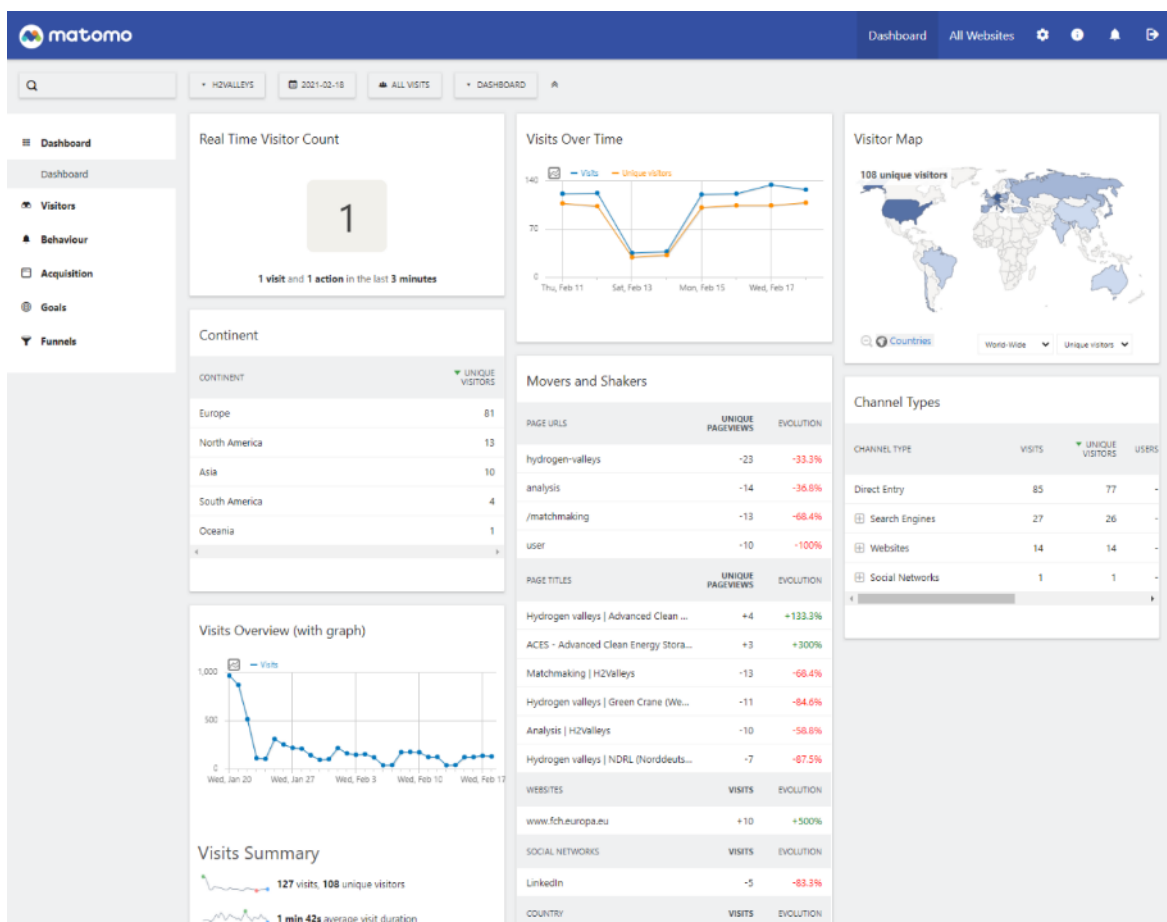 matomo
Dashboard All Websites
H2VALLEYS 2021-02-18 ALL VISITS DASHBOARD
Dashboard
Dashboard
Visitors
Behaviour
Acquisition
Goals
Funnels
Real Time Visitor Count
1
1 visit and 1 action in the last 3 minutes
Continent
CONTINENT UNIQUE
VISITORS
Europe 81
North America 13
Asia 10
South America 4
Oceania 1
Visits Overview (with graph)
Visits
1,000
500
0
Wed, Jan 20 Wed, Jan 27 Wed, Feb 3 Wed, Feb 10 Wed, Feb 17
Visits Summary
127 visits, 108 unique visitors
1 min 42s average visit duration
Visits Over Time
Visits Unique visitors
140
70
0
Thu, Feb 11 Sat, Feb 13 Mon, Feb 15 Wed, Feb 17
Movers and Shakers
PAGE URLS UNIQUE
PAGEVIEWS EVOLUTION
hydrogen-valleys -23 -33.3%
analysis -14 -36.8%
/matchmaking -13 -68.4%
user -10 -100%
PAGE TITLES UNIQUE
PAGEVIEWS EVOLUTION
Hydrogen valleys | Advanced Clean ... +4 +133.3%
ACES - Advanced Clean Energy Stora... +3 +300%
Matchmaking | H2Valleys -13 -68.4%
Hydrogen valleys | Green Crane (We... -11 -84.6%
Analysis | H2Valleys -10 -58.8%
Hydrogen valleys | NDRL (Norddeuts... -7 -87.5%
WEBSITES VISITS EVOLUTION
www.fch.europa.eu +10 +500%
SOCIAL NETWORKS VISITS EVOLUTION
LinkedIn -5 -83.3%
COUNTRY VISITS EVOLUTION
Visitor Map
108 unique visitors
Countries World-Wide Unique visitors
Channel Types
CHANNEL TYPE VISITS UNIQUE
VISITORS USERS
Direct Entry 85 77 -
Search Engines 27 26 -
Websites 14 14 -
Social Networks 1 1 -